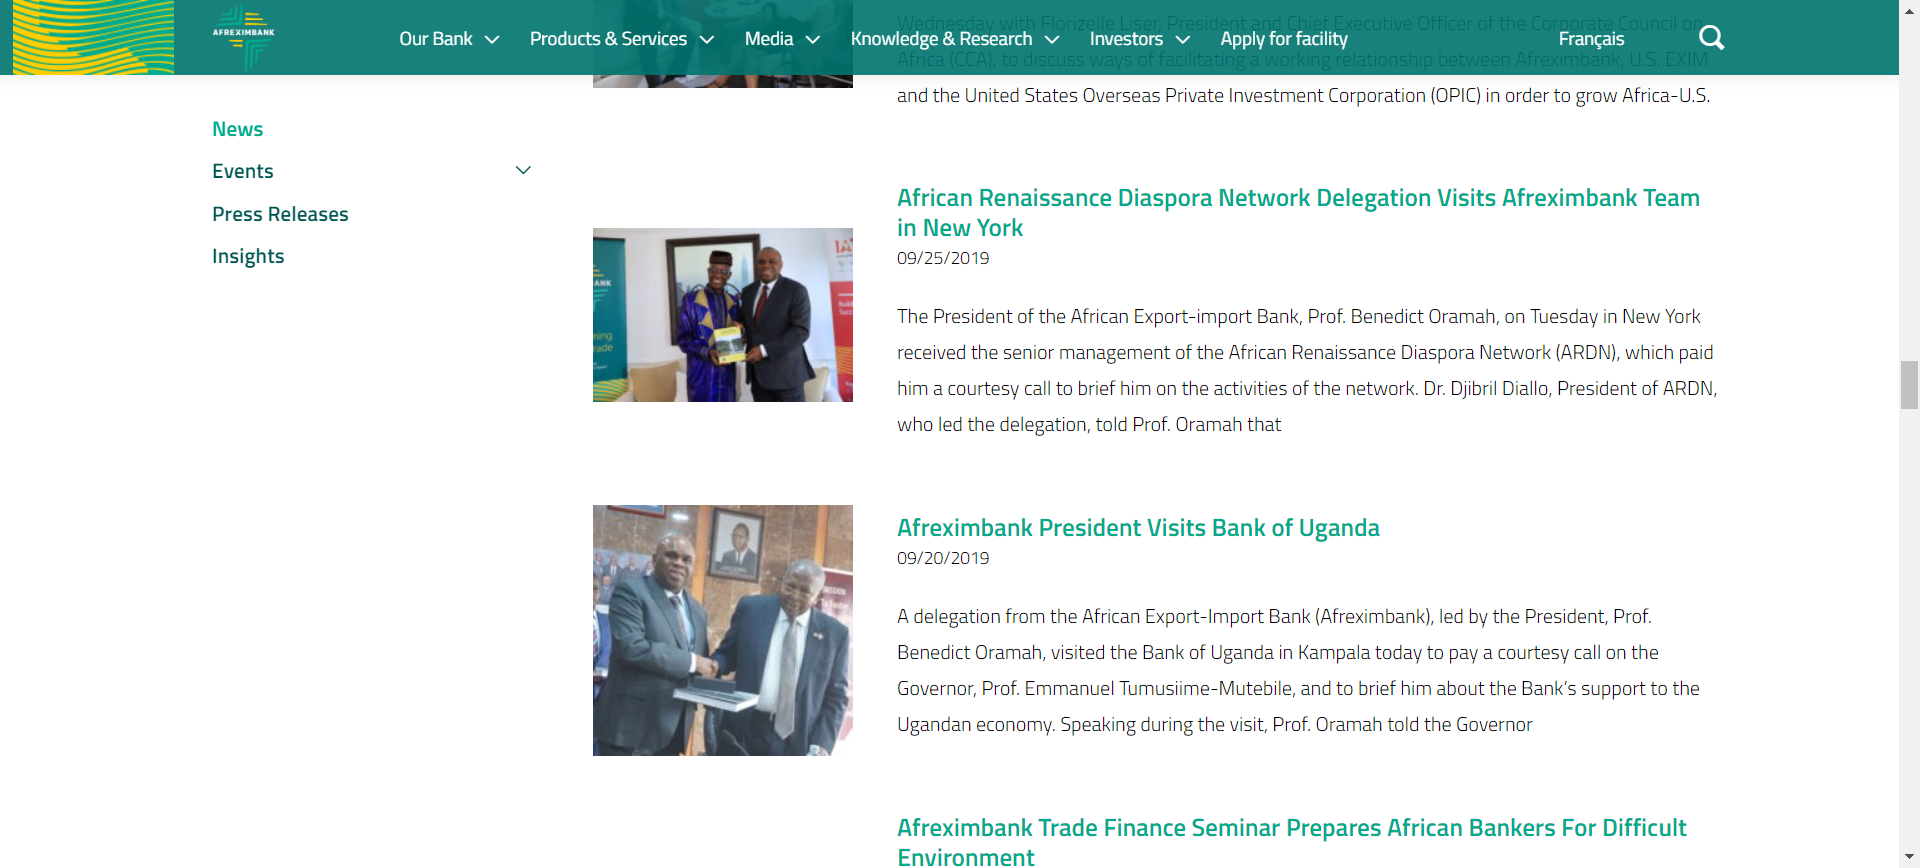 AFREXIMBANK
Our Bank
Products & Services
Media
Knowledge & Research
Investors
Apply for facility
Français
Wednesday with Florizelle Liser, President and Chief Executive Officer of the Corporate Council on
Africa (CCA), to discuss ways of facilitating a working relationship between Afreximbank, U.S. EXIM
and the United States Overseas Private Investment Corporation (OPIC) in order to grow Africa-U.S.
News
Events
Press Releases
Insights
African Renaissance Diaspora Network Delegation Visits Afreximbank Team
in New York
09/25/2019
The President of the African Export-import Bank, Prof. Benedict Oramah, on Tuesday in New York
received the senior management of the African Renaissance Diaspora Network (ARDN), which paid
him a courtesy call to brief him on the activities of the network. Dr. Djibril Diallo, President of ARDN,
who led the delegation, told Prof. Oramah that
Afreximbank President Visits Bank of Uganda
09/20/2019
A delegation from the African Export-Import Bank (Afreximbank), led by the President, Prof.
Benedict Oramah, visited the Bank of Uganda in Kampala today to pay a courtesy call on the
Governor, Prof. Emmanuel Tumusiime-Mutebile, and to brief him about the Bank’s support to the
Ugandan economy. Speaking during the visit, Prof. Oramah told the Governor
Afreximbank Trade Finance Seminar Prepares African Bankers For Difficult
Environment